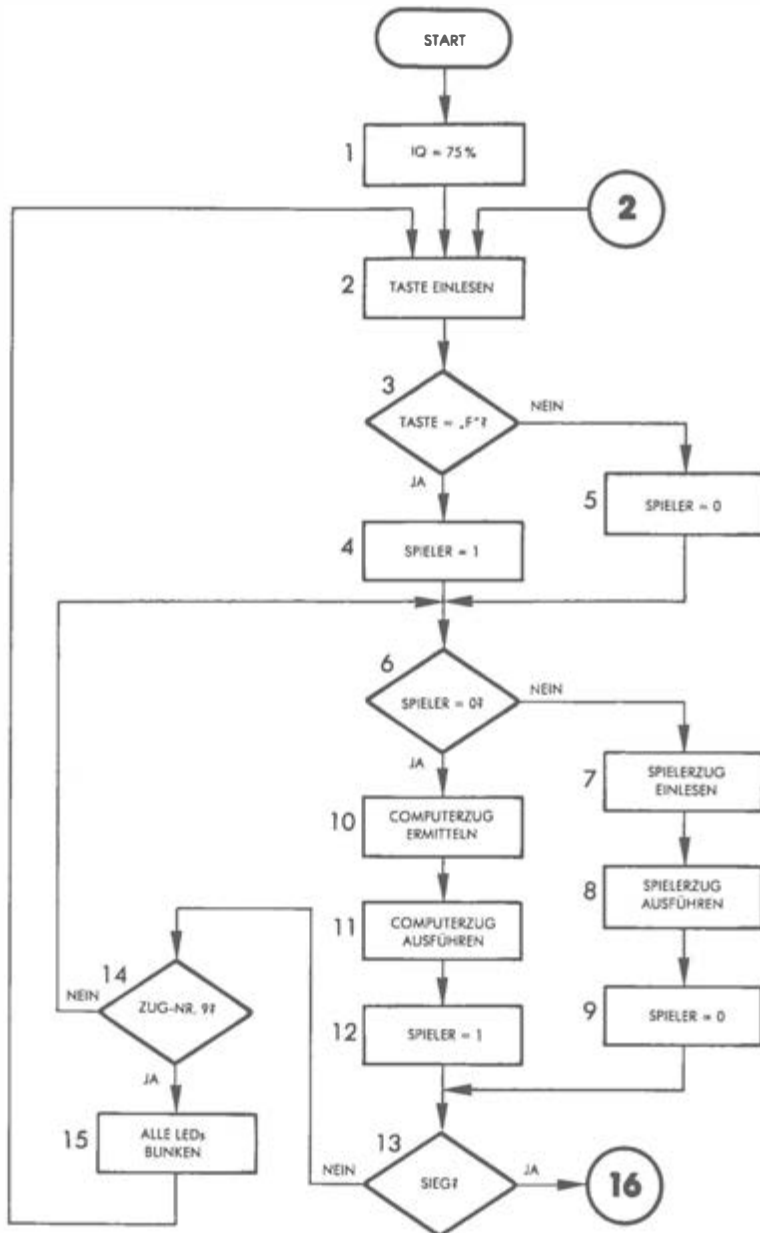 START
1
IQ = 75%
2
2
TASTE EINLESEN
3
TASTE = „F"?
NEIN
JA
5
SPIELER = 0
4
SPIELER = 1
6
SPIELER = 0?
NEIN
JA
7
SPIELERZUG
EINLESEN
10
COMPUTERZUG
ERMITTELN
8
SPIELERZUG
AUSFÜHREN
11
COMPUTERZUG
AUSFÜHREN
14
NEIN
ZUG-NR. 9?
JA
9
SPIELER = 0
12
SPIELER = 1
15
ALLE LEDs
BLINKEN
13
NEIN
SIEG?
JA
16